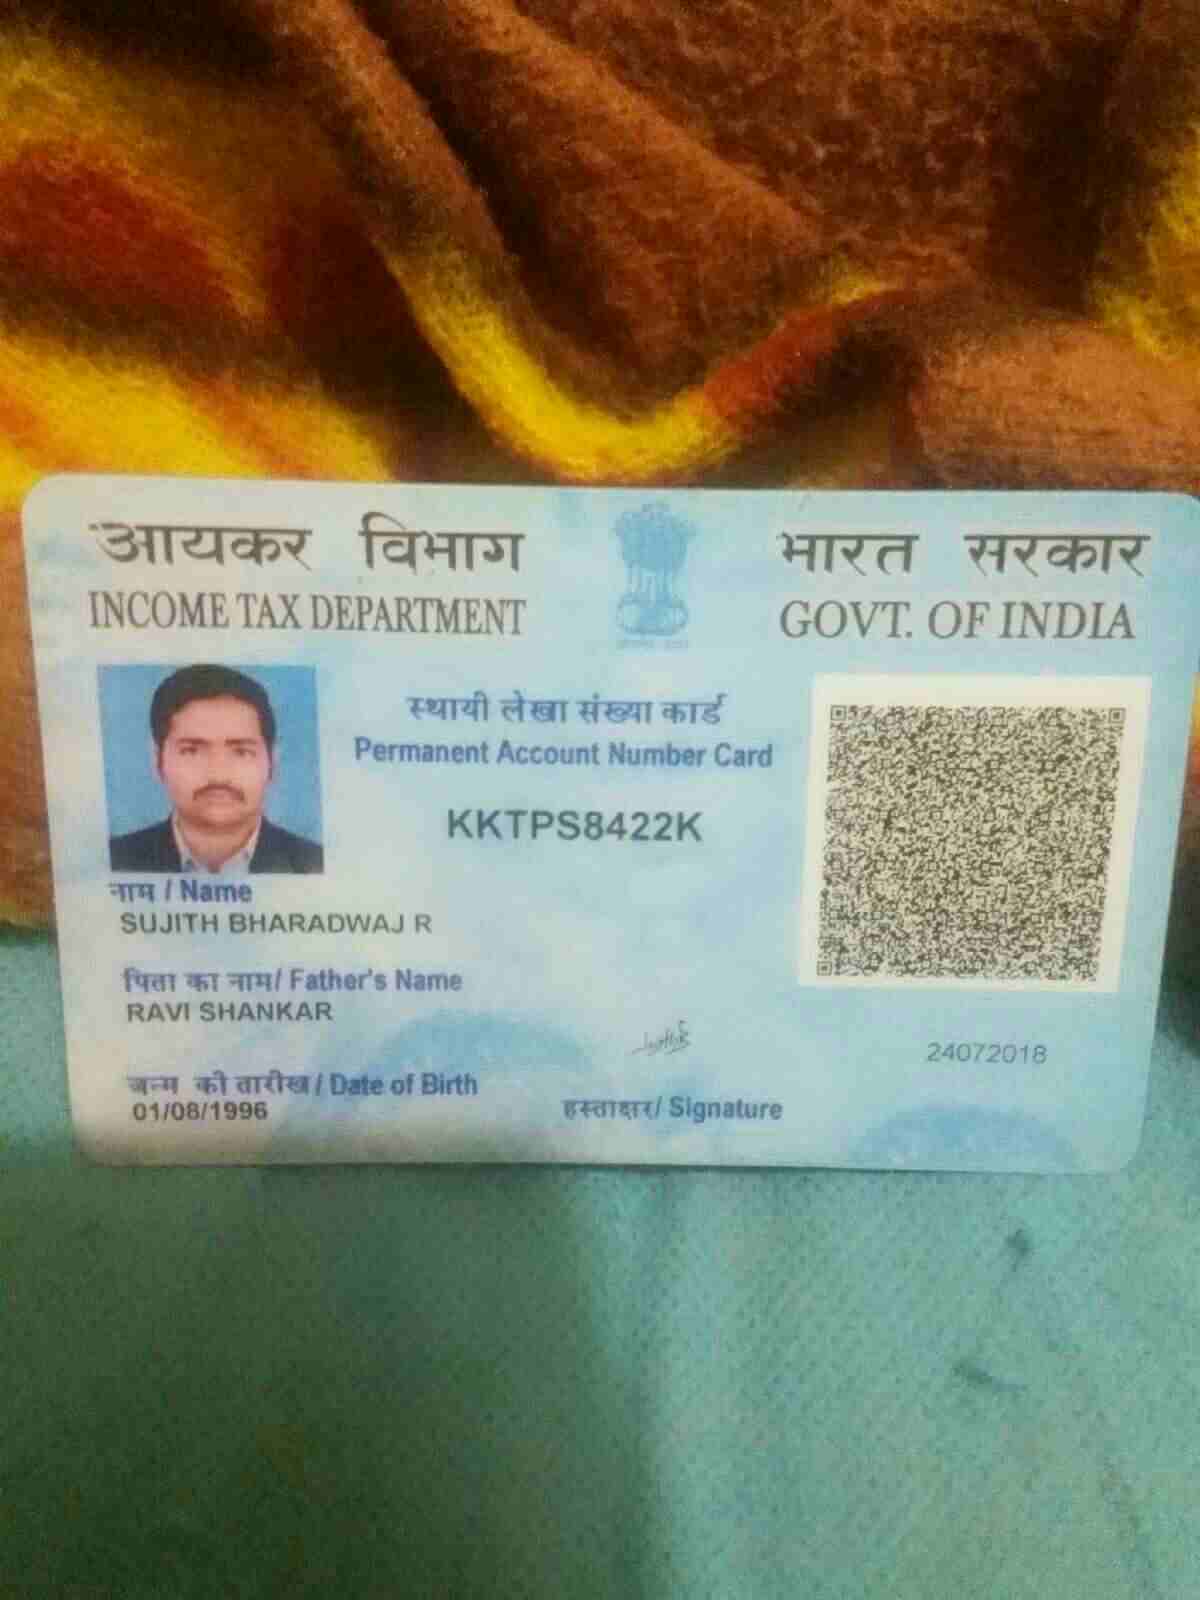 आयकर विभाग
INCOME TAX DEPARTMENT
भारत सरकार
GOVT. OF INDIA
स्थायी लेखा संख्या कार्ड
Permanent Account Number Card
KKTPS8422K
नाम / Name
SUJITH BHARADWAJ R
पिता का नाम/ Father's Name
RAVI SHANKAR
जन्म की तारीख / Date of Birth
01/08/1996
हस्ताक्षर/ Signature
24072018